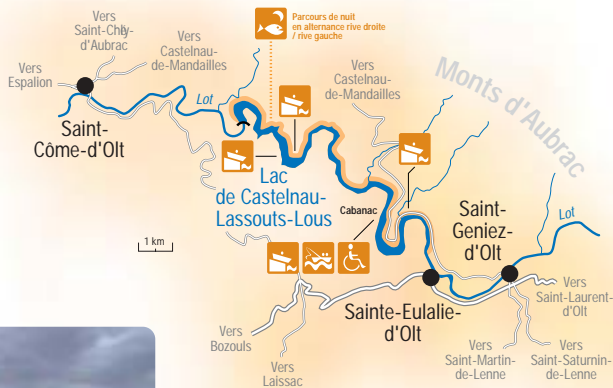 Parcours de nuit
en alternance rive droite
/ rive gauche
Vers
Saint-Chély-
d'Aubrac
Vers
Castelnau-
de-Mandailles
Vers
Espalion
Lot
Saint-
Côme-d'Olt
Vers
Castelnau-
de-Mandailles
Monts d'Aubrac
Lac
de Castelnau-
Lassouts-Lous
Cabanac
1 km
Saint-
Geniez-
d'Olt
Lot
Sainte-Eulalie-
d'Olt
Vers
Bozouls
Vers
Laissac
Vers
Saint-Laurent-
d'Olt
Vers
Saint-Martin-
de-Lenne
Vers
Saint-Saturnin-
de-Lenne